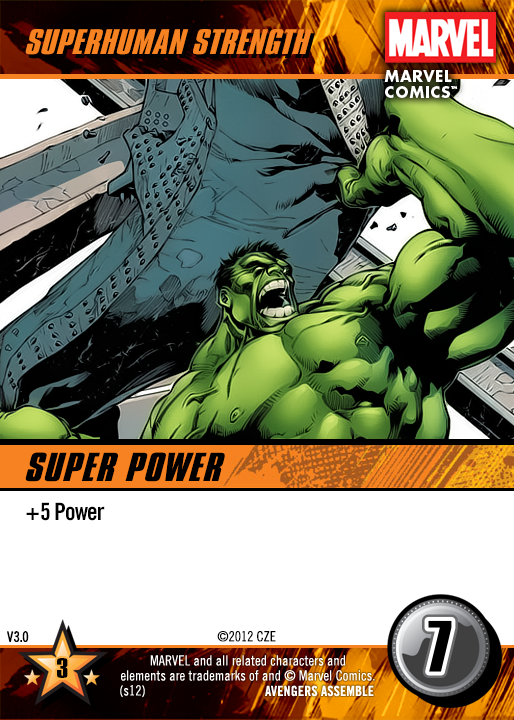 SUPERHUMAN STRENGTH
MARVEL
MARVEL
COMICS™
SUPER POWER
+5 Power
V3.0
©2012 CZE
3
7
MARVEL and all related characters and
elements are trademarks of and © Marvel Comics.
(s12)
AVENGERS ASSEMBLE